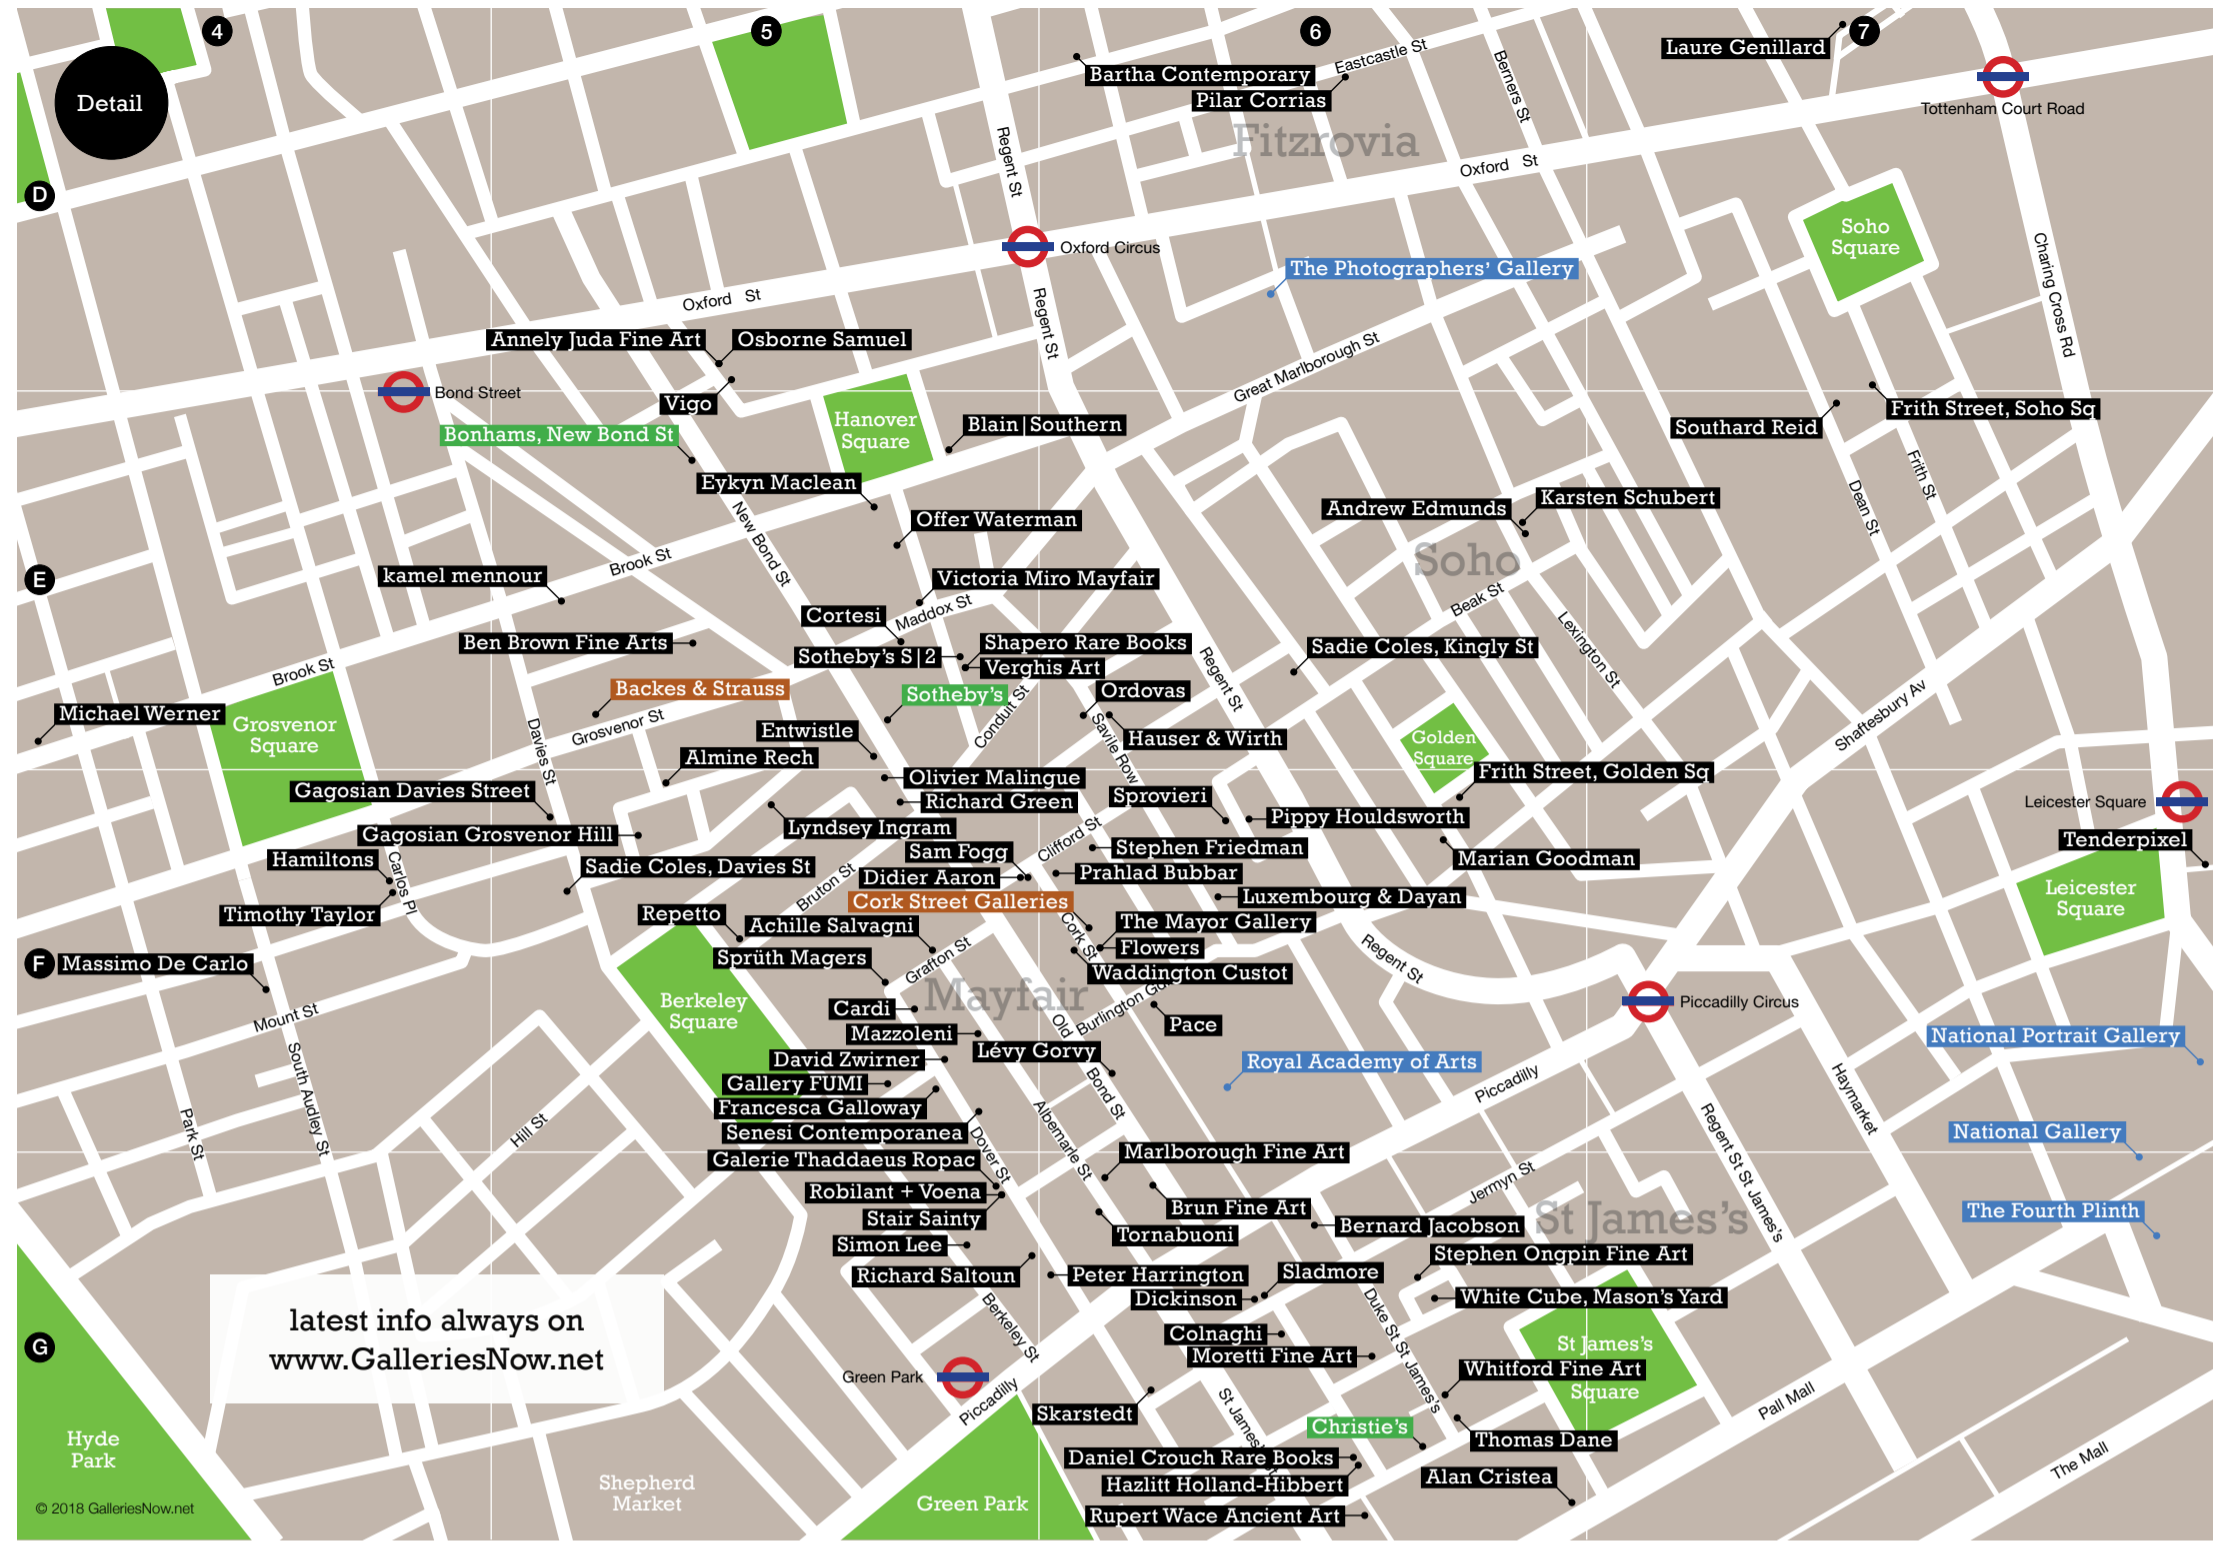 4
5
6
7
Detail
D
E
F
G
Laure Genillard
Bartha Contemporary
Pilar Corrias
Eastcastle St
Berners St
Fitzrovia
Tottenham Court Road
Regent St
Oxford St
Oxford Circus
The Photographers' Gallery
Soho
Square
Charing Cross Rd
Oxford St
Regent St
Annely Juda Fine Art
Osborne Samuel
Great Marlborough St
Bond Street
Vigo
Hanover
Square
Blain|Southern
Bonhams, New Bond St
Frith Street, Soho Sq
Southard Reid
Eykyn Maclean
Frith St
Dean St
Karsten Schubert
Andrew Edmunds
Offer Waterman
New Bond St
Soho
Brook St
kamel mennour
Victoria Miro Mayfair
Beak St
Cortesi
Maddox St
Lexington St
Ben Brown Fine Arts
Shapero Rare Books
Sotheby's S|2
Verghis Art
Sadie Coles, Kingly St
Brook St
Regent St
Backes & Strauss
Sotheby's
Ordovas
Michael Werner
Grosvenor
Square
Grosvenor St
Conduit St
Savile Row
Shaftesbury Av
Entwistle
Hauser & Wirth
Golden
Square
Davies St
Almine Rech
Olivier Malingue
Frith Street, Golden Sq
Gagosian Davies Street
Richard Green
Sprovieri
Leicester Square
Gagosian Grosvenor Hill
Lyndsey Ingram
Pippy Houldsworth
Tenderpixel
Clifford St
Sam Fogg
Stephen Friedman
Marian Goodman
Hamiltons
Carlos Pl
Sadie Coles, Davies St
Didier Aaron
Prahlad Bubbar
Bruton St
Cork Street Galleries
Luxembourg & Dayan
Leicester
Square
Timothy Taylor
Repetto
Achille Salvagni
Cork St
The Mayor Gallery
Flowers
Massimo De Carlo
Sprüth Magers
Grafton St
Waddington Custot
Regent St
Mayfair
Berkeley
Square
Cardi
Burlington Gd
Piccadilly Circus
Mount St
Mazzoleni
Pace
National Portrait Gallery
David Zwirner
Lévy Gorvy
Old Bond St
Royal Academy of Arts
Gallery FUMI
Piccadilly
Haymarket
South Audley St
Park St
Hill St
Francesca Galloway
Senesi Contemporanea
Albemarle St
Dover St
Regent St St James's
National Gallery
Galerie Thaddaeus Ropac
Marlborough Fine Art
Robilant + Voena
Jermyn St
Stair Sainty
Brun Fine Art
St James's
The Fourth Plinth
Tornabuoni
Bernard Jacobson
Simon Lee
Stephen Ongpin Fine Art
Richard Saltoun
Peter Harrington
Sladmore
Dickinson
White Cube, Mason's Yard
Berkeley St
Duke St St James's
latest info always on
www.GalleriesNow.net
Colnaghi
Moretti Fine Art
St James's
Square
Whitford Fine Art
Green Park
Piccadilly
Skarstedt
St James'
Pall Mall
Christie's
Thomas Dane
Hyde
Park
Daniel Crouch Rare Books
The Mall
Shepherd
Market
Hazlitt Holland-Hibbert
Alan Cristea
© 2018 GalleriesNow.net
Green Park
Rupert Wace Ancient Art